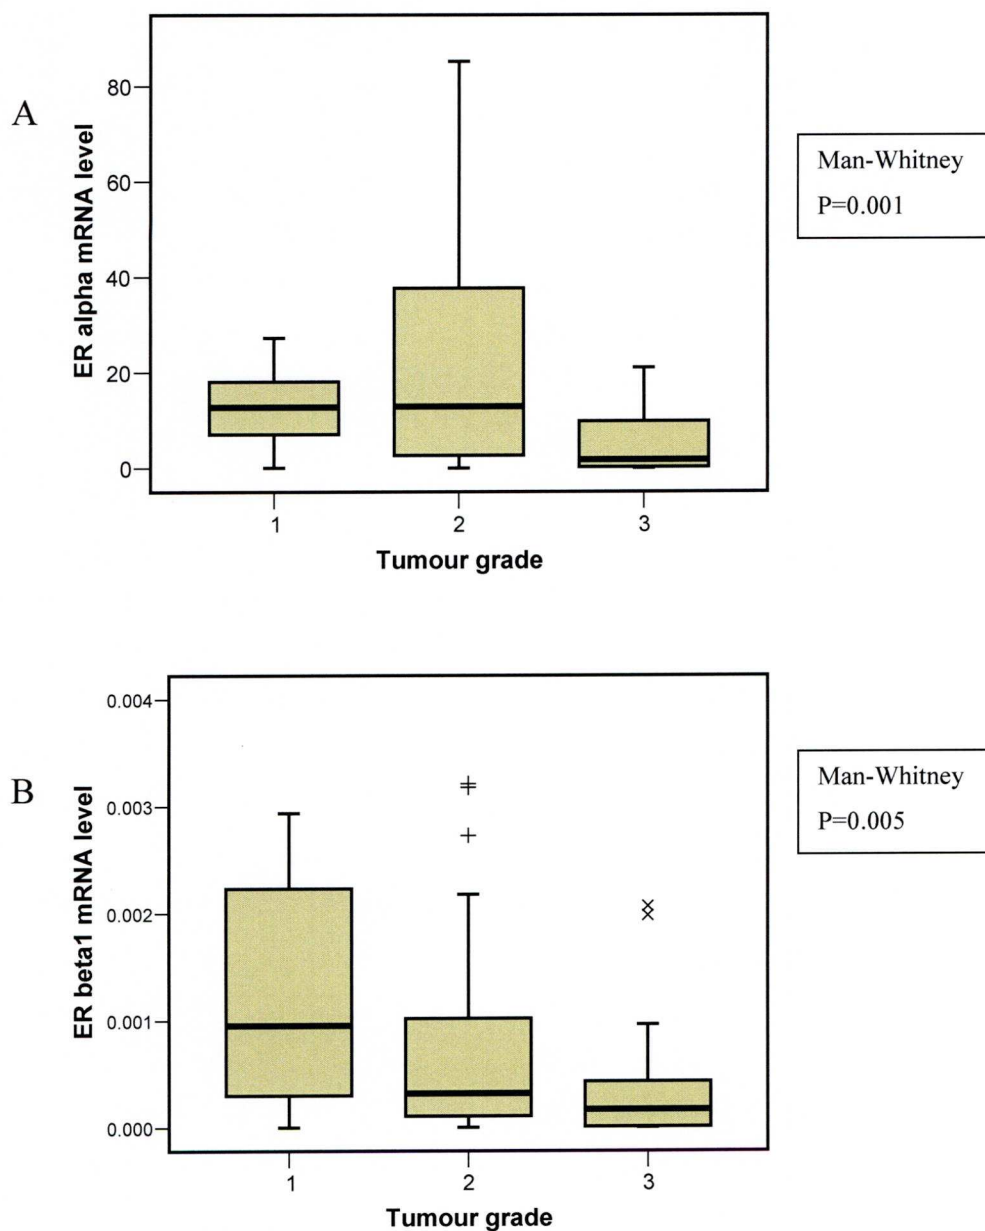 A
ER alpha mRNA level
80
60
40
20
0
1 2 3
Tumour grade
Man-Whitney
P=0.001
B
ER beta1 mRNA level
0.004
0.003
0.002
0.001
0.000
1 2 3
Tumour grade
Man-Whitney
P=0.005